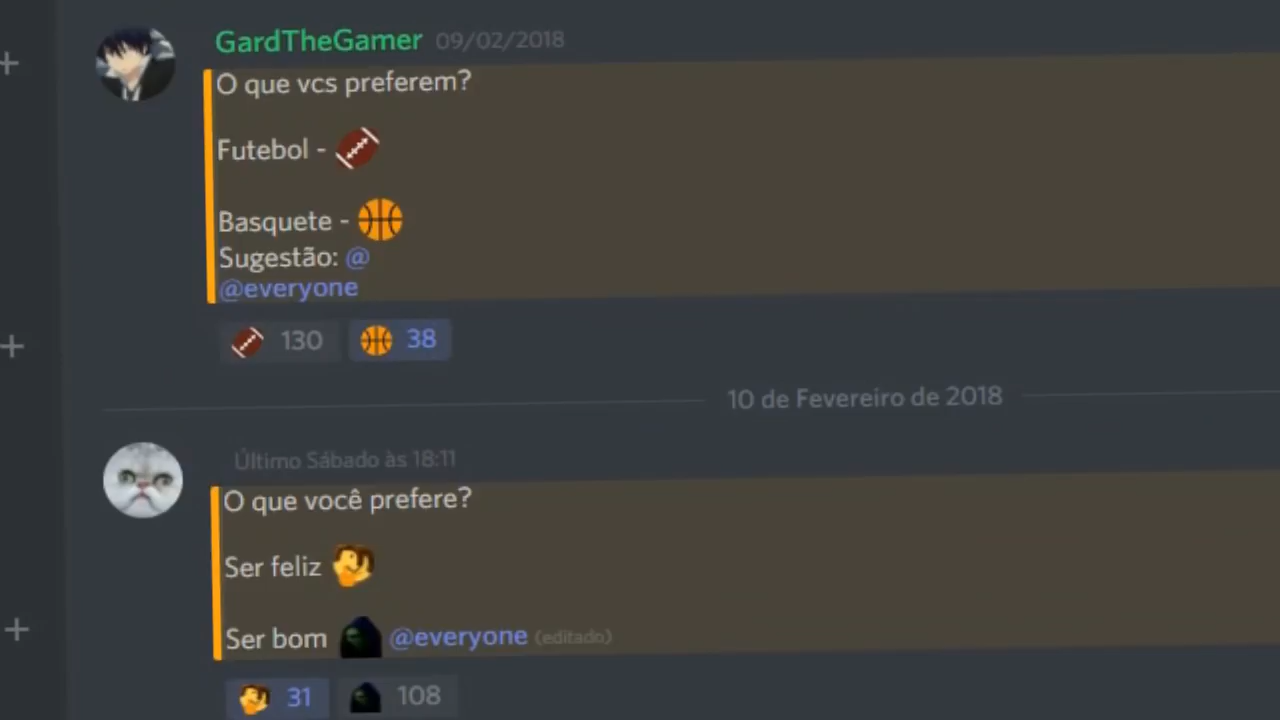 GardTheGamer 09/02/2018
O que vcs preferem?
Futebol -
Basquete -
Sugestão: @
@everyone
130 38
10 de Fevereiro de 2018
Último Sábado às 18:11
O que você prefere?
Ser feliz
Ser bom @everyone (editado)
31 108